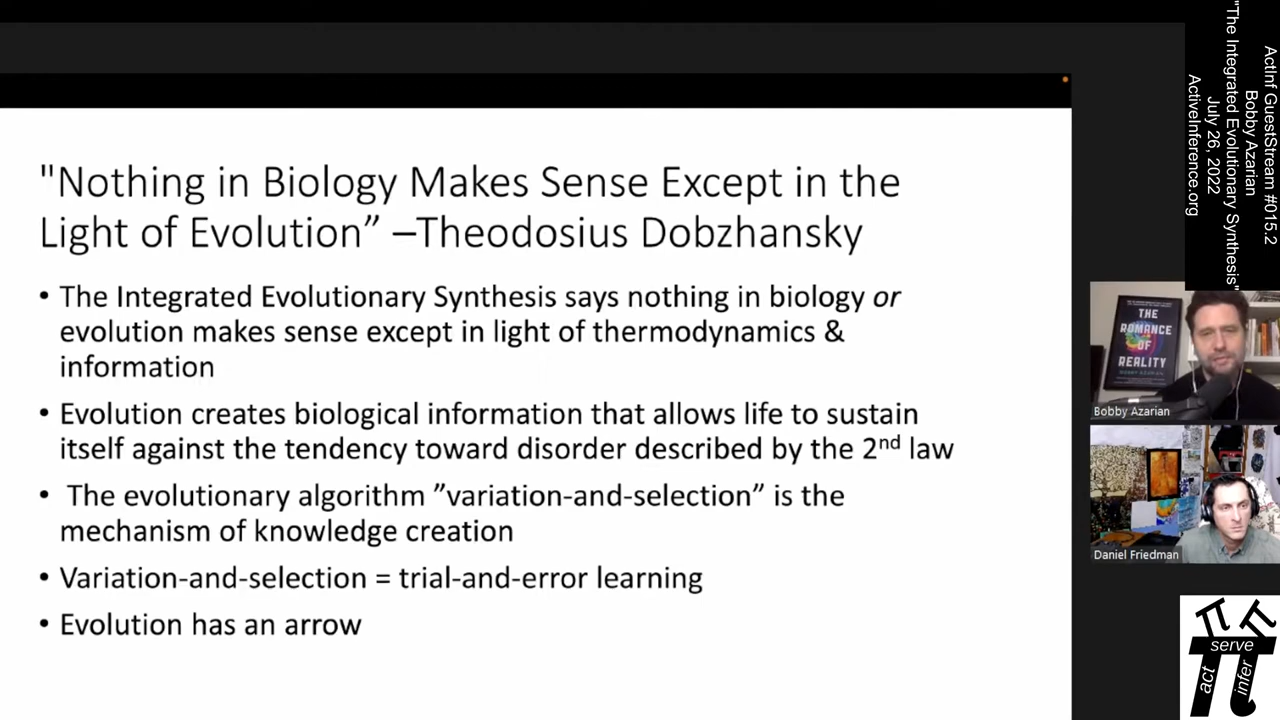 "Nothing in Biology Makes Sense Except in the
Light of Evolution” –Theodosius Dobzhansky
• The Integrated Evolutionary Synthesis says nothing in biology or
evolution makes sense except in light of thermodynamics &
information
• Evolution creates biological information that allows life to sustain
itself against the tendency toward disorder described by the 2nd law
• The evolutionary algorithm ”variation-and-selection” is the
mechanism of knowledge creation
• Variation-and-selection = trial-and-error learning
• Evolution has an arrow
ActInf GuestStream #015.2
Bobby Azarian
"The Integrated Evolutionary Synthesis"
July 26, 2022
ActiveInference.org
THE
ROMANCE
OF
REALITY
BOBBY AZARIAN
Bobby Azarian
Daniel Friedman
π π
serve
π
act
infer